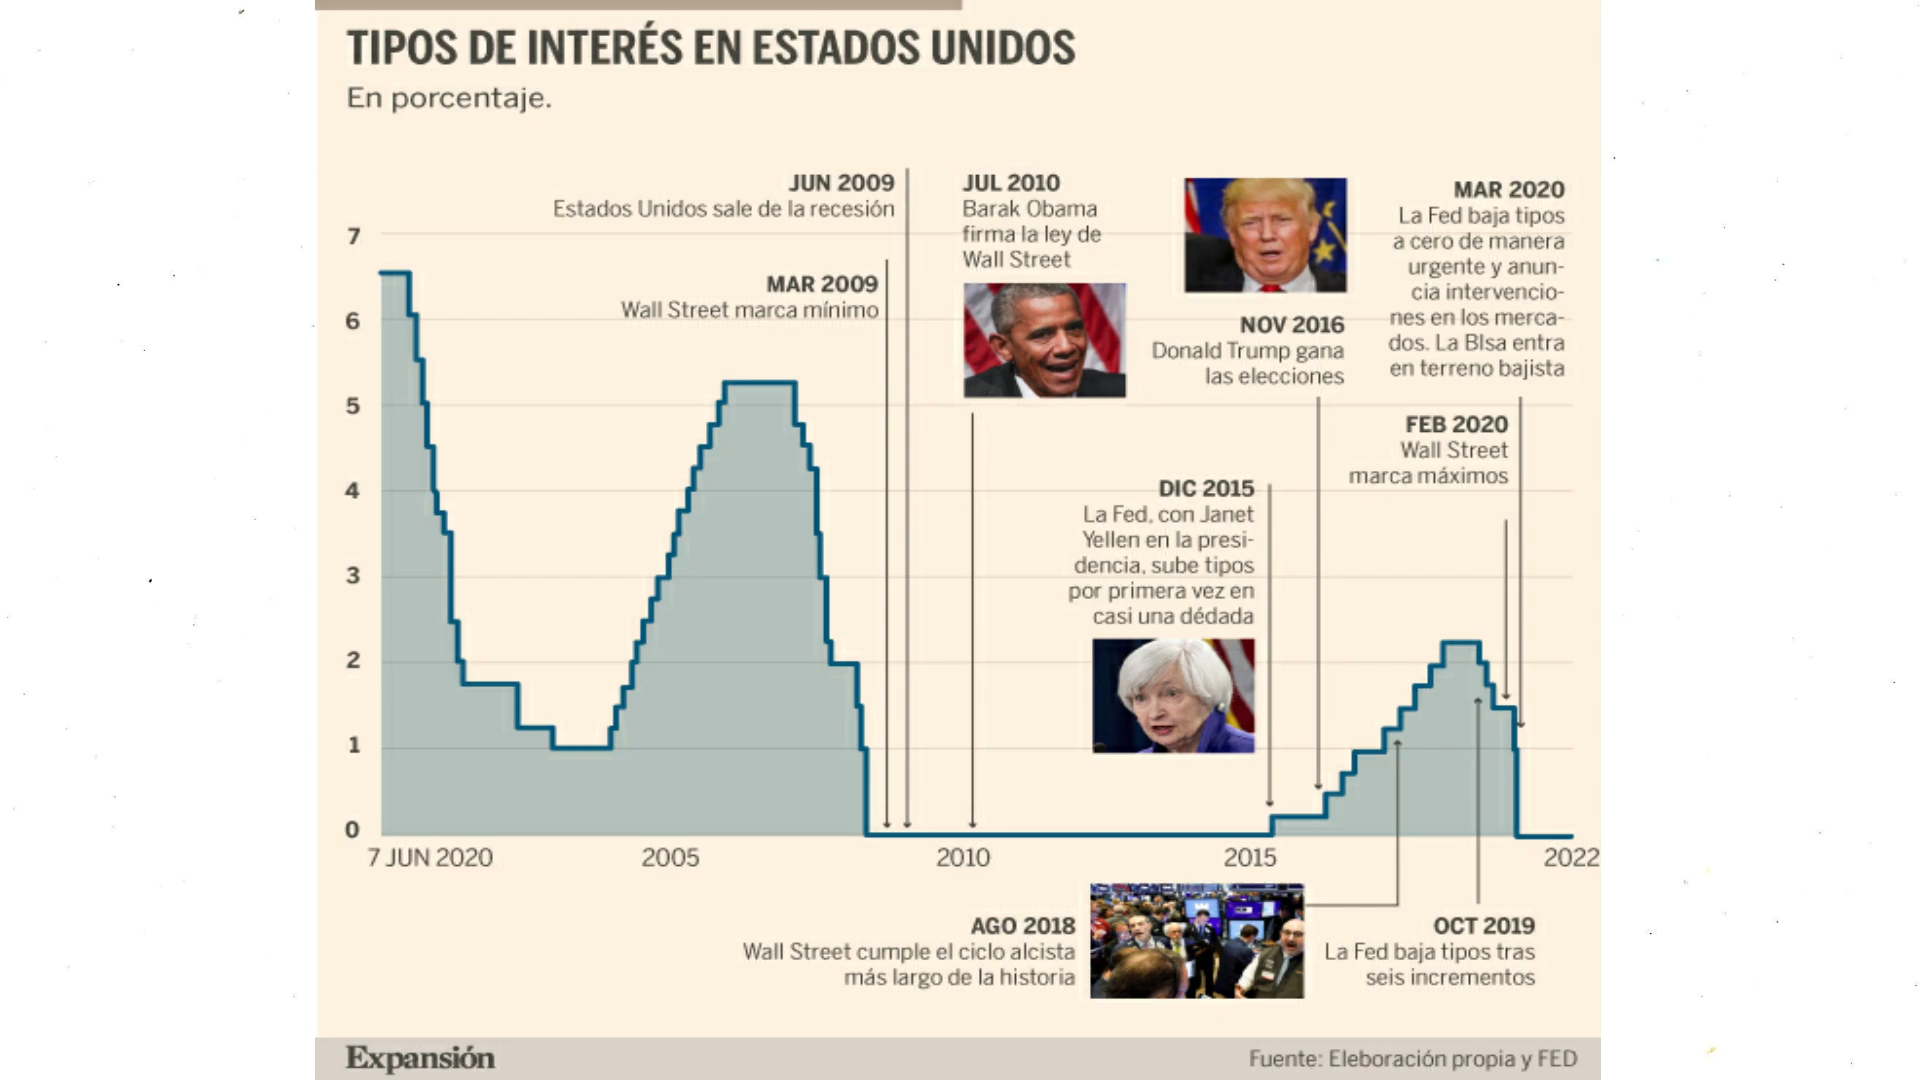 TIPOS DE INTERÉS EN ESTADOS UNIDOS
En porcentaje.
JUN 2009
Estados Unidos sale de la recesión
MAR 2009
Wall Street marca mínimo
JUL 2010
Barak Obama
firma la ley de
Wall Street
NOV 2016
Donald Trump gana
las elecciones
MAR 2020
La Fed baja tipos
a cero de manera
urgente y anun-
cia intervencio-
nes en los merca-
dos. La Blsa entra
en terreno bajista
FEB 2020
Wall Street
marca máximos
DIC 2015
La Fed, con Janet
Yellen en la presi-
dencia, sube tipos
por primera vez en
casi una dédada
7
6
5
4
3
2
1
0
7 JUN 2020
2005
2010
2015
2022
AGO 2018
Wall Street cumple el ciclo alcista
más largo de la historia
OCT 2019
La Fed baja tipos tras
seis incrementos
Expansión
Fuente: Eleboración propia y FED